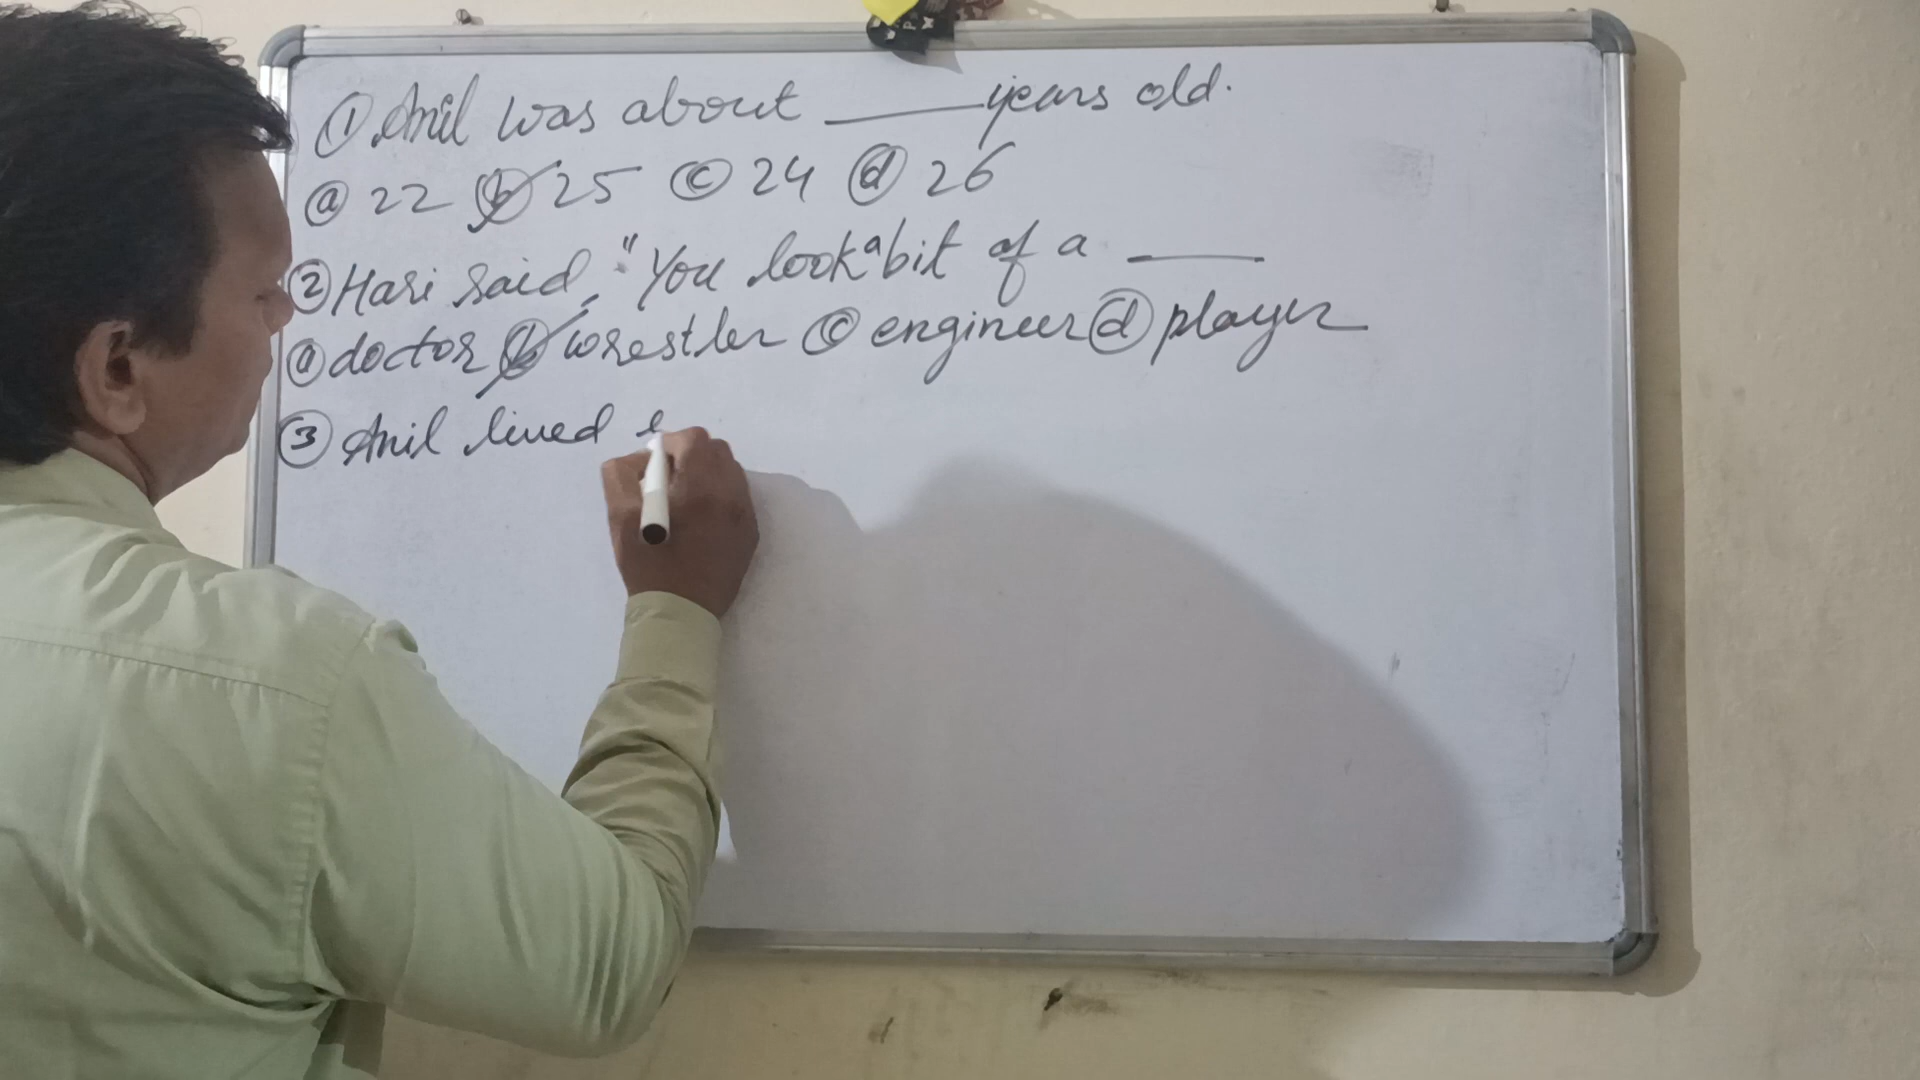 ① Anil was about ____ years old.
ⓐ 22 ⓑ 25 ⓒ 24 ⓓ 26
② Hari said, "You look a bit of a ____
ⓐ doctor ⓑ wrestler ⓒ engineer ⓓ player
③ Anil lived